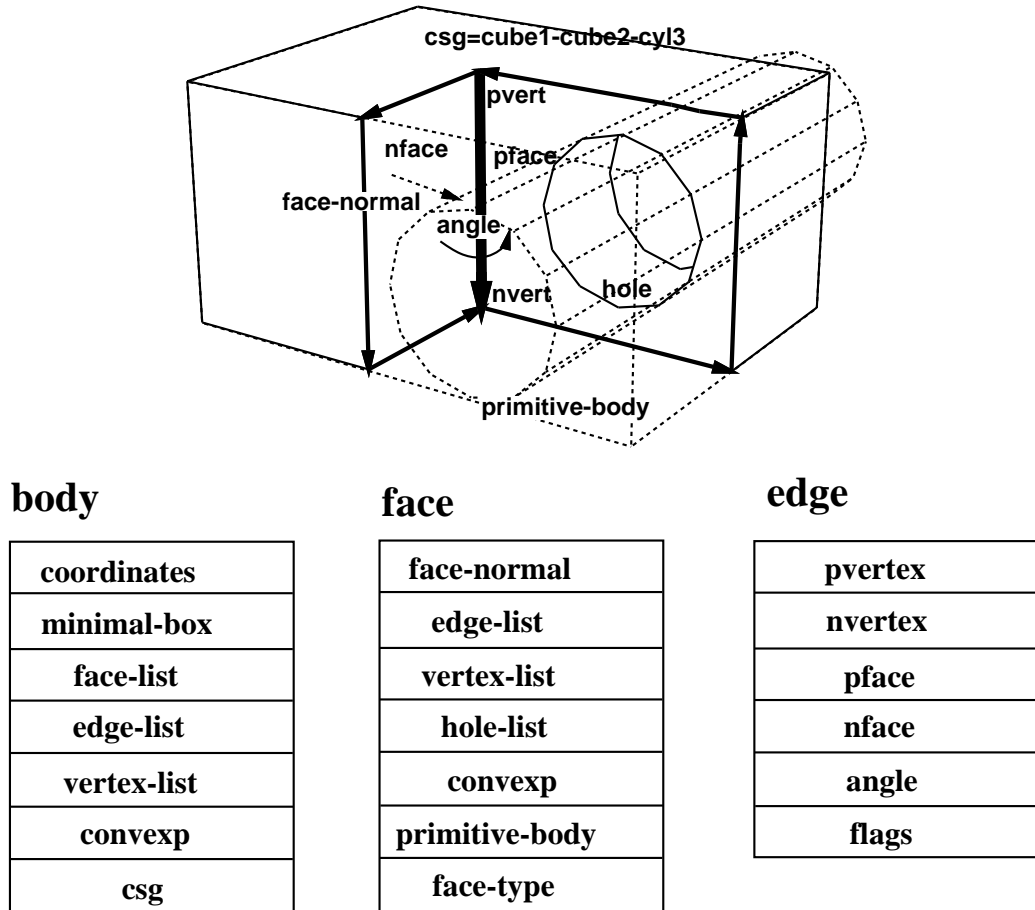 csg=cube1-cube2-cyl3
pvert
nface
pface
face-normal
angle
nvert
hole
primitive-body
body
coordinates
minimal-box
face-list
edge-list
vertex-list
convexp
csg
face
face-normal
edge-list
vertex-list
hole-list
convexp
primitive-body
face-type
edge
pvertex
nvertex
pface
nface
angle
flags